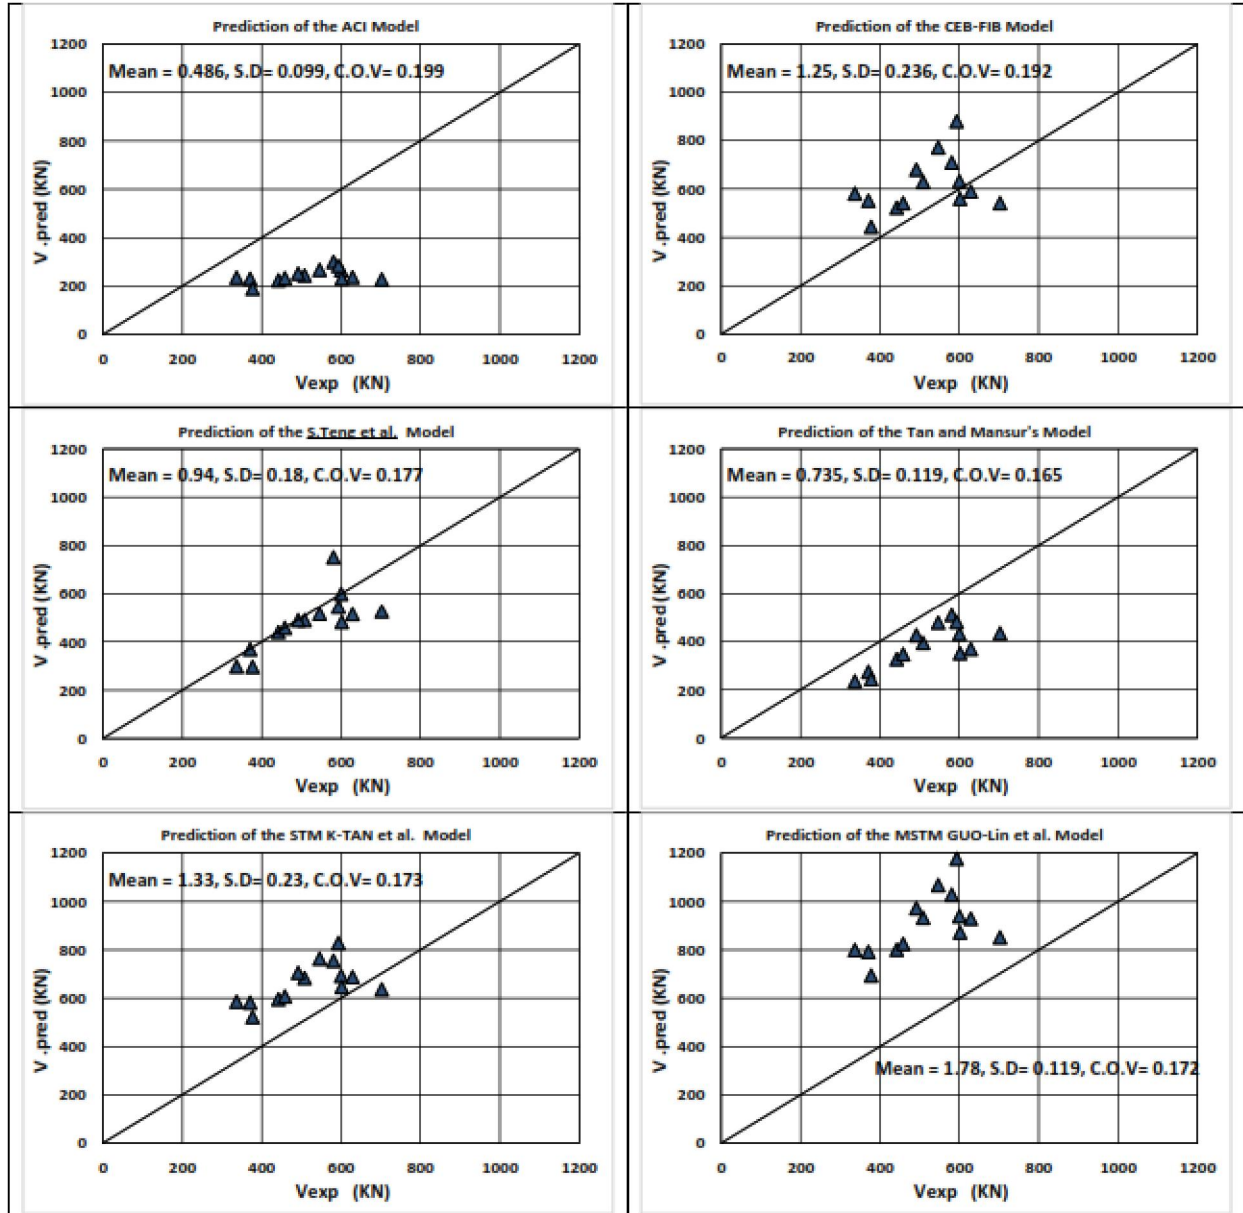 Prediction of the ACI Model
Mean = 0.486, S.D= 0.099, C.O.V= 0.199
1200
1000
800
600
400
200
0
V .pred (KN)
0 200 400 600 800 1000 1200
Vexp (KN)
Prediction of the CEB-FIB Model
Mean = 1.25, S.D= 0.236, C.O.V= 0.192
1200
1000
800
600
400
200
0
V .pred (KN)
0 200 400 600 800 1000 1200
Vexp (KN)
Prediction of the S.Teng et al. Model
Mean = 0.94, S.D= 0.18, C.O.V= 0.177
1200
1000
800
600
400
200
0
V .pred (KN)
0 200 400 600 800 1000 1200
Vexp (KN)
Prediction of the Tan and Mansur's Model
Mean = 0.735, S.D= 0.119, C.O.V= 0.165
1200
1000
800
600
400
200
0
V .pred (KN)
0 200 400 600 800 1000 1200
Vexp (KN)
Prediction of the STM K-TAN et al. Model
Mean = 1.33, S.D= 0.23, C.O.V= 0.173
1200
1000
800
600
400
200
0
V .pred (KN)
0 200 400 600 800 1000 1200
Vexp (KN)
Prediction of the MSTM GUO-Lin et al. Model
1200
1000
800
600
400
200
0
V .pred (KN)
Mean = 1.78, S.D= 0.119, C.O.V= 0.172
0 200 400 600 800 1000 1200
Vexp (KN)